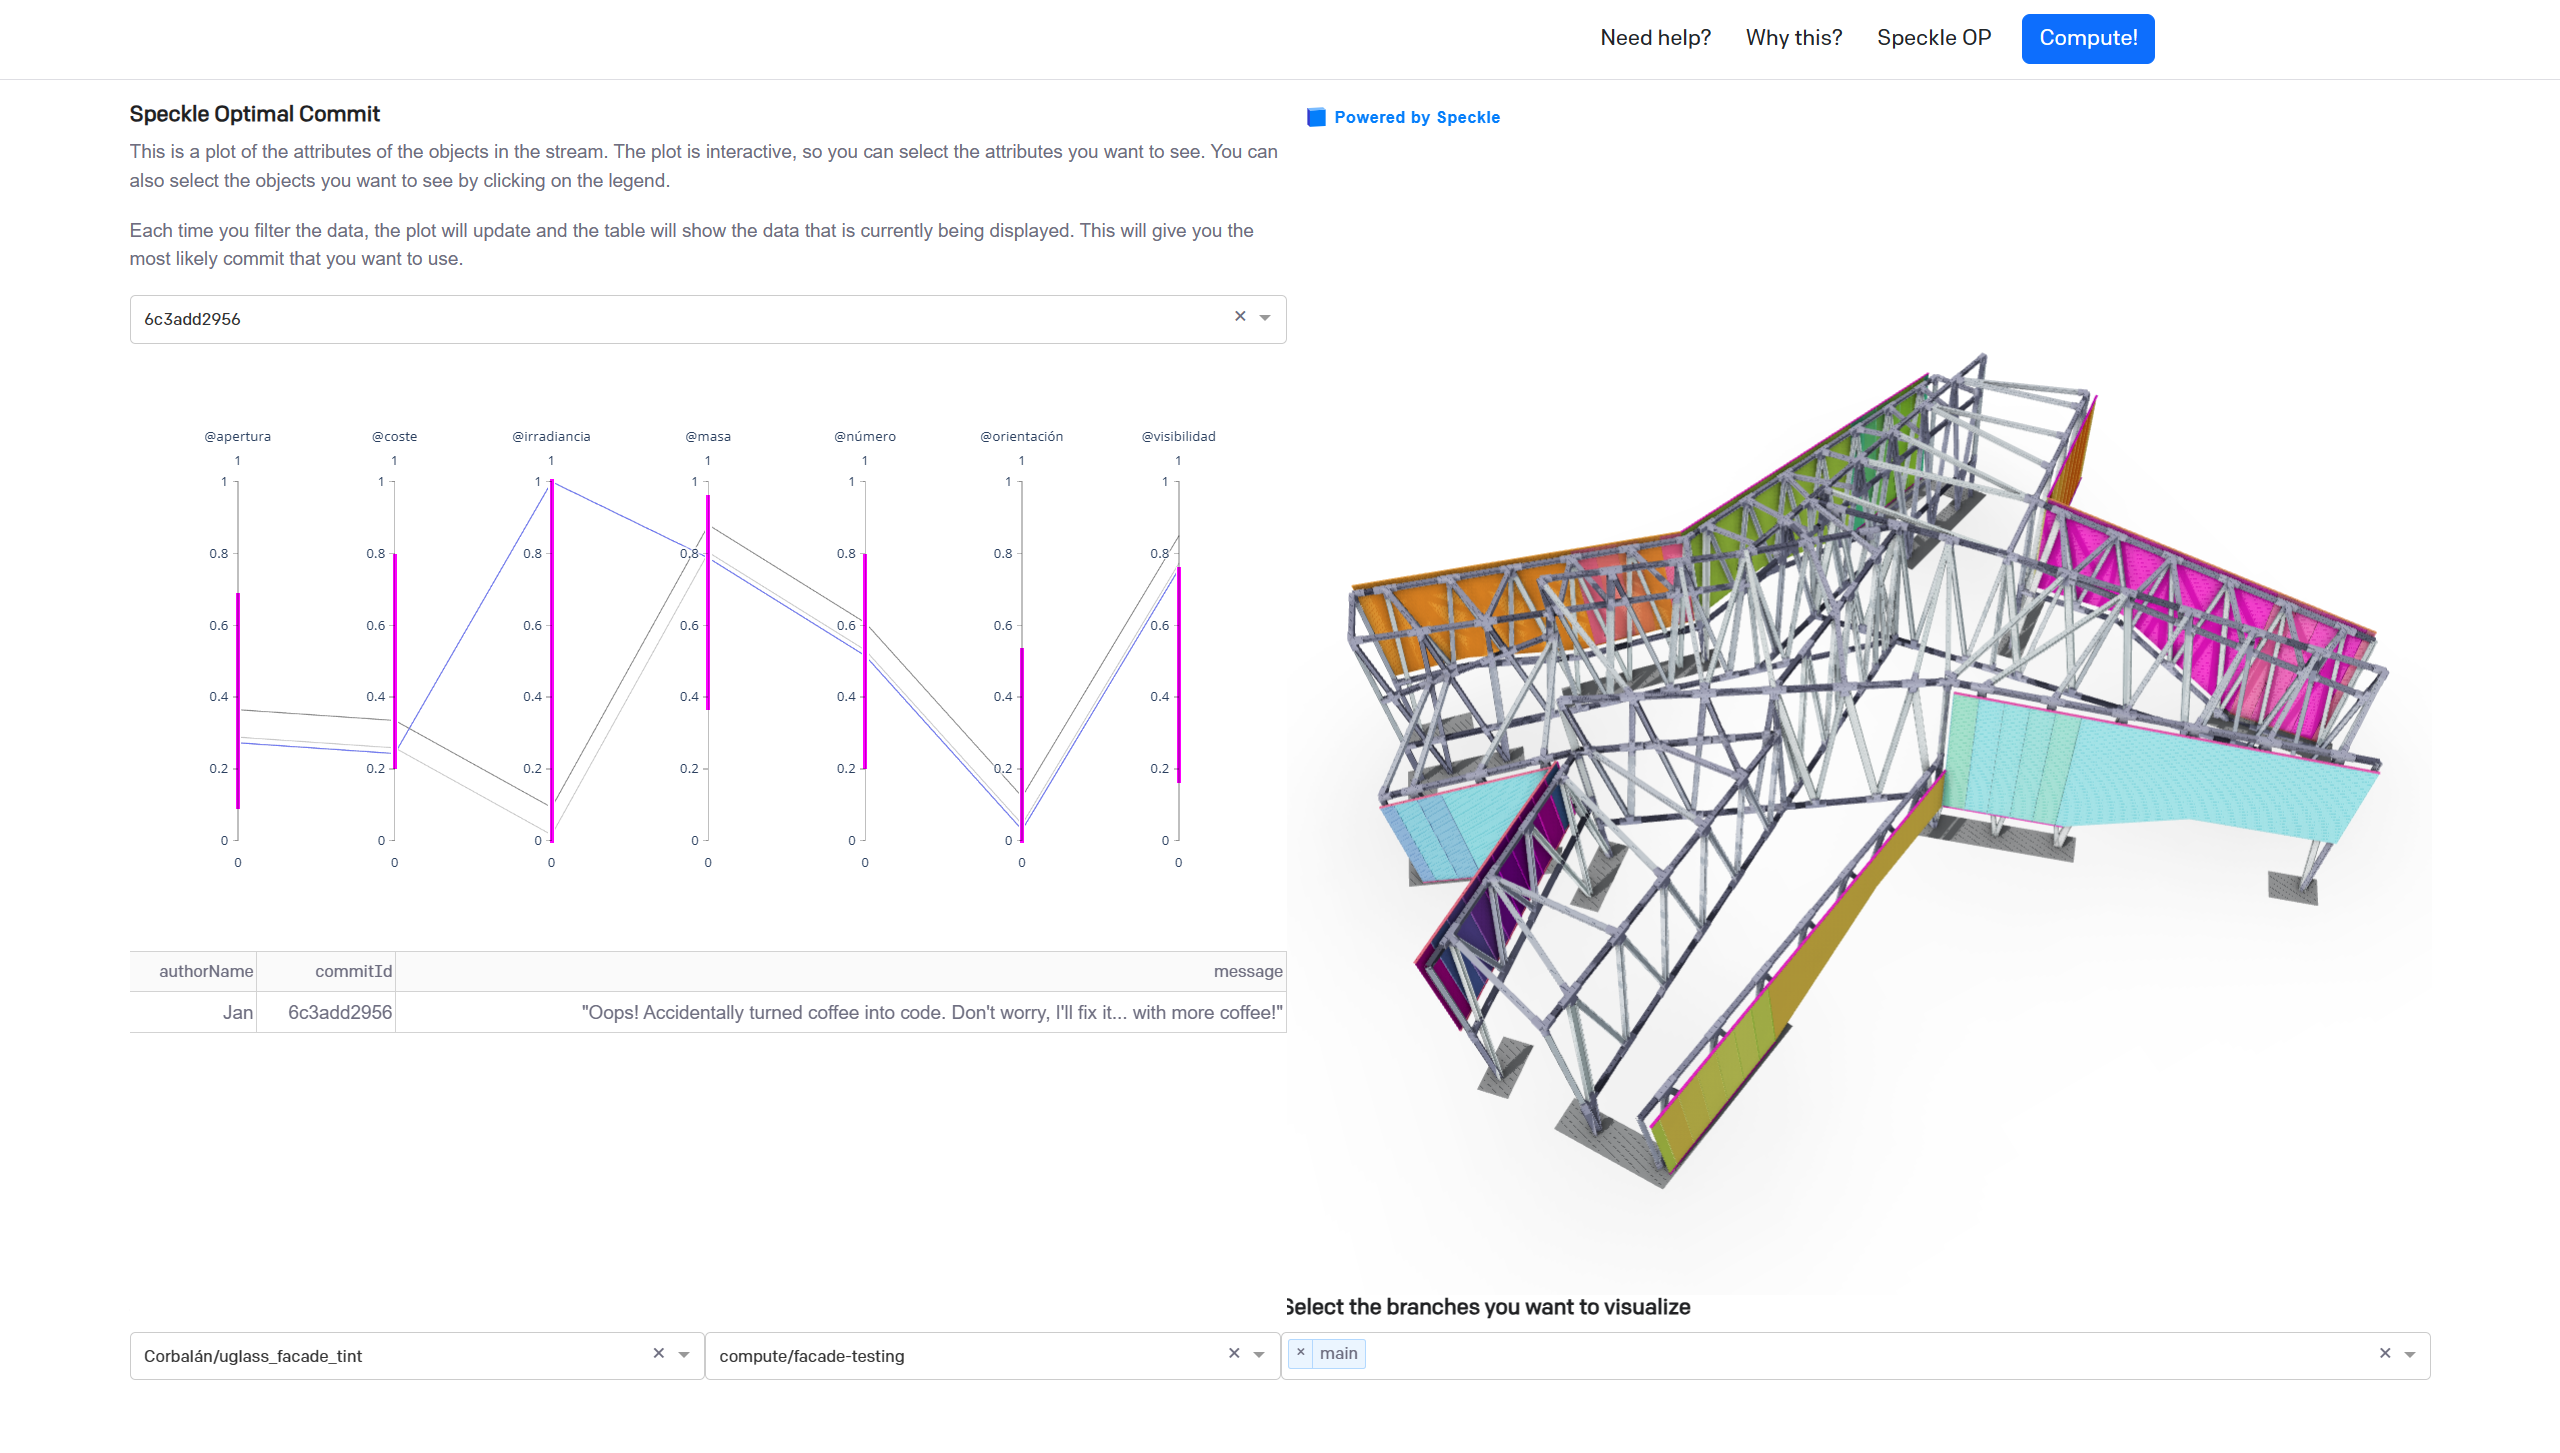 Need help? Why this? Speckle OP Compute!
Speckle Optimal Commit
This is a plot of the attributes of the objects in the stream. The plot is interactive, so you can select the attributes you want to see. You can
also select the objects you want to see by clicking on the legend.
Each time you filter the data, the plot will update and the table will show the data that is currently being displayed. This will give you the
most likely commit that you want to use.
6c3add2956
Powered by Speckle
@apertura @coste @irradiancia @masa @número @orientación @visibilidad
1 1 1 1 1 1 1
1 1 1 1 1 1 1
0.8 0.8 0.8 0.8 0.8 0.8 0.8
0.6 0.6 0.6 0.6 0.6 0.6 0.6
0.4 0.4 0.4 0.4 0.4 0.4 0.4
0.2 0.2 0.2 0.2 0.2 0.2 0.2
0 0 0 0 0 0 0
0 0 0 0 0 0 0
authorName commitId message
Jan 6c3add2956 "Oops! Accidentally turned coffee into code. Don't worry, I'll fix it... with more coffee!"
Select the branches you want to visualize
Corbalán/uglass_facade_tint compute/facade-testing main